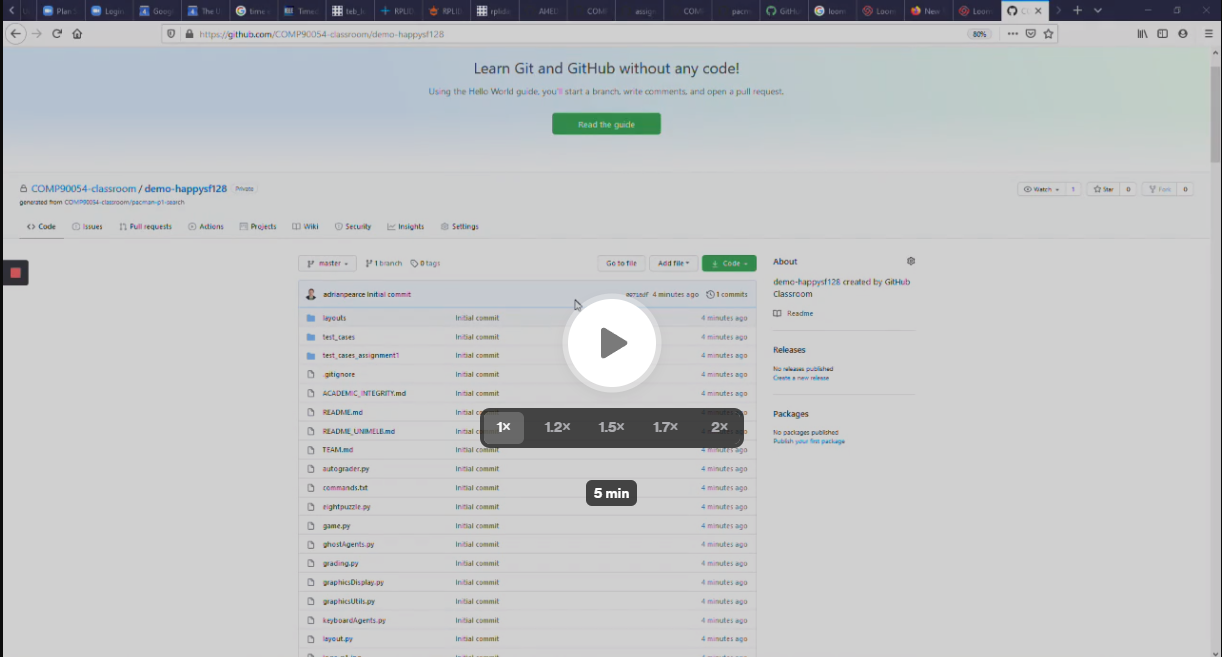 Plan
Login
Googl
The U
time
Time
teb_l
RPLID
RPLID
rplida
AHED
COM
assign
COM
pacm
GitHu
loom
Loom
New
Loom
https://github.com/COMP90054-classroom/demo-happysf128
80%
Learn Git and GitHub without any code!
Using the Hello World guide, you'll start a branch, write comments, and open a pull request.
Read the guide
COMP90054-classroom / demo-happysf128 Private
generated from COMP90054-classroom/pacman-p1-search
Watch 1 Star 0 Fork 0
Code Issues Pull requests Actions Projects Wiki Security Insights Settings
master 1 branch 0 tags Go to file Add file Code
adrianpearce Initial commit 4 minutes ago 1 commits
layouts Initial commit 4 minutes ago
test_cases Initial commit 4 minutes ago
test_cases_assignment1 Initial commit 4 minutes ago
.gitignore Initial commit 4 minutes ago
ACADEMIC_INTEGRITY.md Initial commit 4 minutes ago
README.md Initial commit 4 minutes ago
README_UNIMELB.md Initial
TEAM.md Initial commit 4 minutes ago
autograder.py Initial commit 4 minutes ago
commands.txt Initial commit 4 minutes ago
eightpuzzle.py Initial commit 4 minutes ago
game.py Initial commit 4 minutes ago
ghostAgents.py Initial commit 4 minutes ago
grading.py Initial commit 4 minutes ago
graphicsDisplay.py Initial commit 4 minutes ago
graphicsUtils.py Initial commit 4 minutes ago
keyboardAgents.py Initial commit 4 minutes ago
layout.py Initial commit 4 minutes ago
1× 1.2× 1.5× 1.7× 2×
5 min
About
demo-happysf128 created by GitHub
Classroom
Readme
Releases
No releases published
Create a new release
Packages
No packages published
Publish your first package